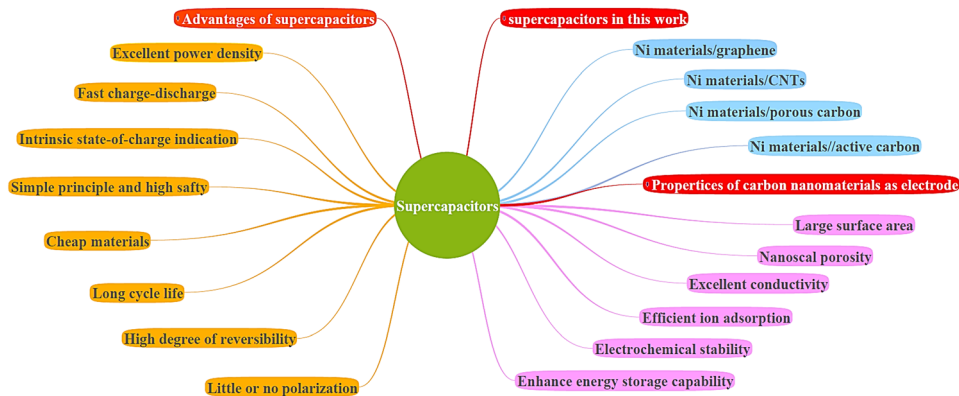 Advantages of supercapacitors
Excellent power density
Fast charge-discharge
Intrinsic state-of-charge indication
Simple principle and high safty
Cheap materials
Long cycle life
High degree of reversibility
Little or no polarization
Supercapacitors
supercapacitors in this work
Ni materials/graphene
Ni materials/CNTs
Ni materials/porous carbon
Ni materials//active carbon
Propertices of carbon nanomaterials as electrode
Large surface area
Nanoscal porosity
Excellent conductivity
Efficient ion adsorption
Electrochemical stability
Enhance energy storage capability